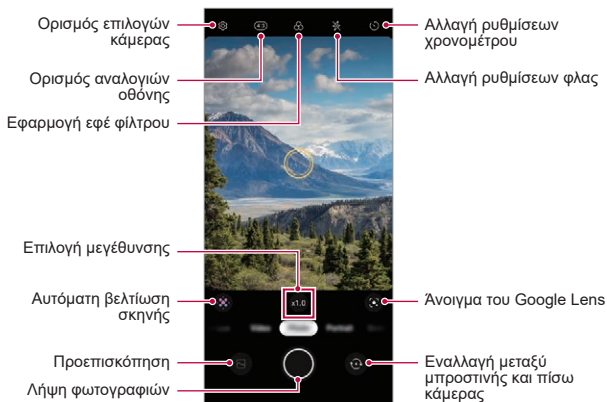 Ορισμός επιλογών
κάμερας
Ορισμός αναλογιών
οθόνης
Εφαρμογή εφέ φίλτρου
Επιλογή μεγέθυνσης
Αυτόματη βελτίωση
σκηνής
Προεπισκόπηση
Λήψη φωτογραφιών
4:3
x1.0
Video
Photo
Portrait
Αλλαγή ρυθμίσεων
χρονομέτρου
Αλλαγή ρυθμίσεων φλας
Άνοιγμα του Google Lens
Εναλλαγή μεταξύ
μπροστινής και πίσω
κάμερας